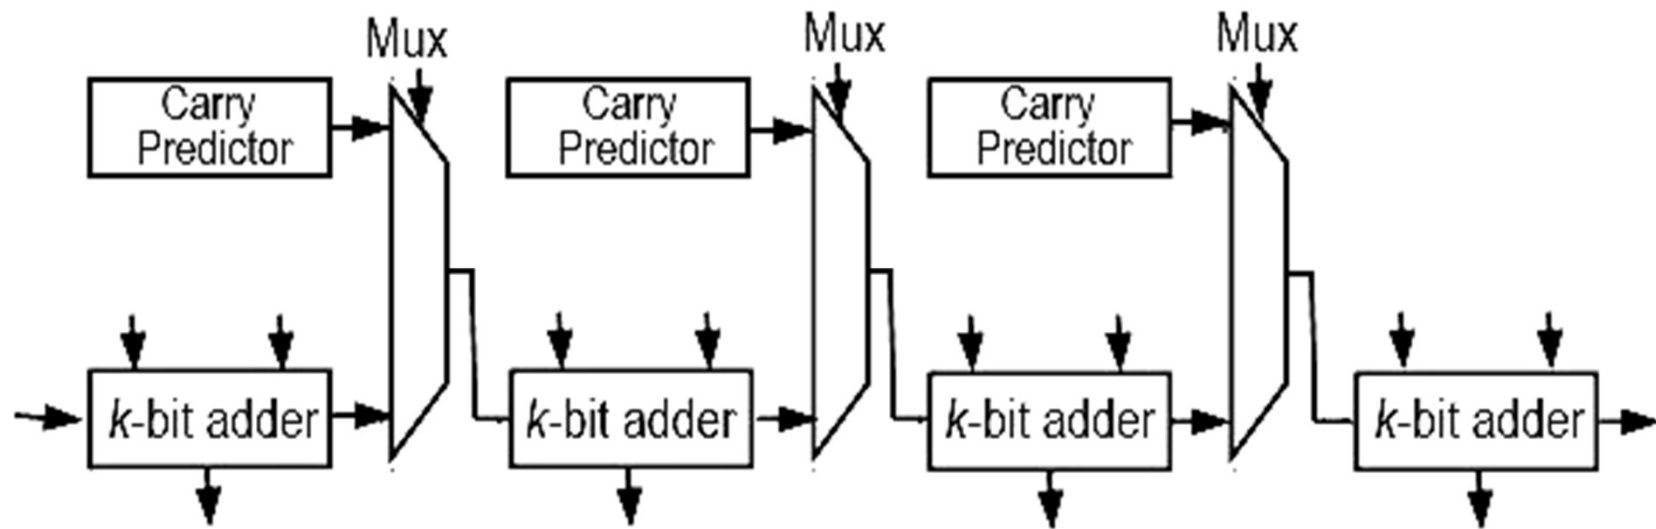 Mux
Mux
Mux
Carry
Predictor
Carry
Predictor
Carry
Predictor
k-bit adder
k-bit adder
k-bit adder
k-bit adder